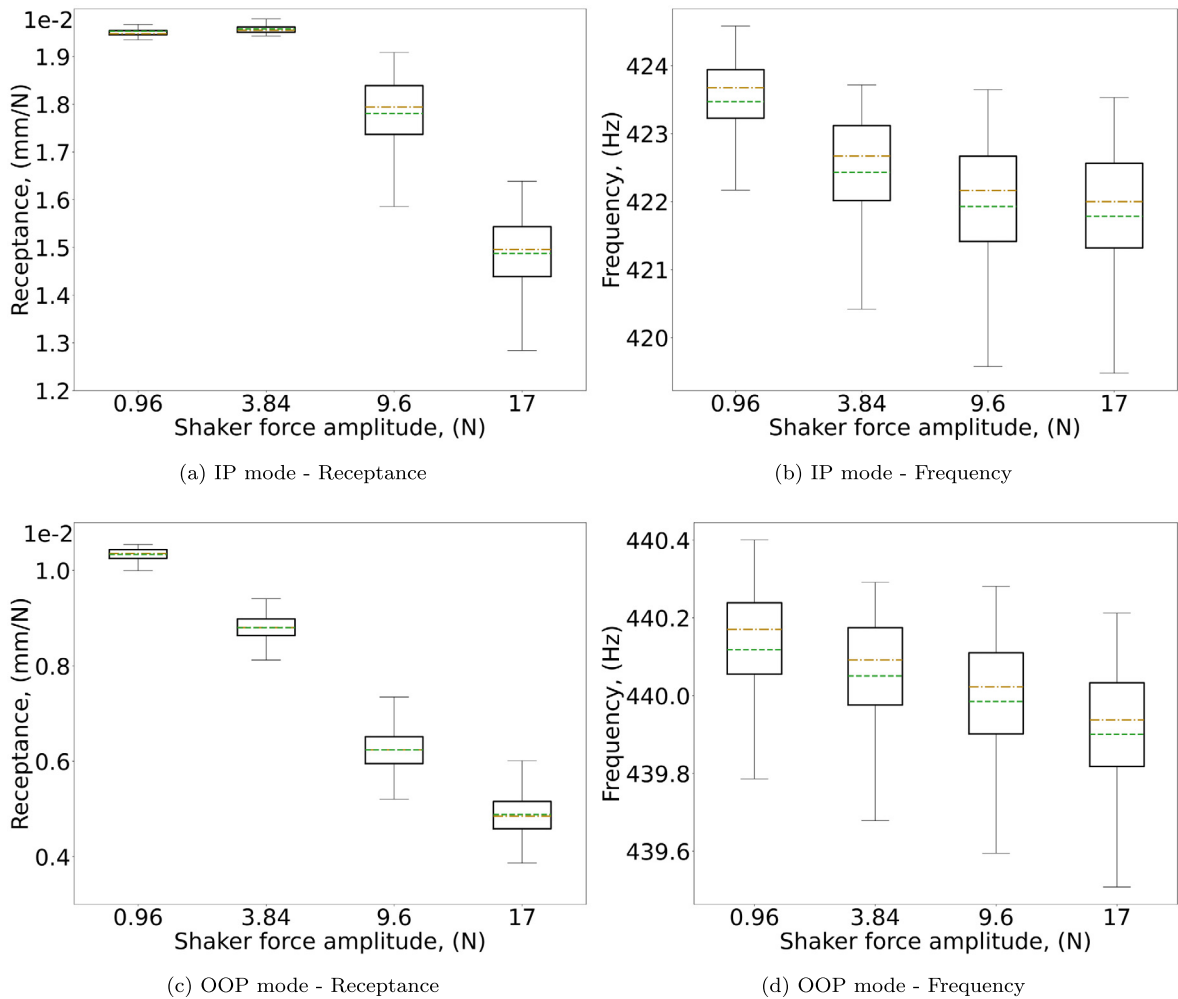 1e-2
1.9
1.8
1.7
1.6
1.5
1.4
1.3
1.2
Receptance, (mm/N)
0.96 3.84 9.6 17
Shaker force amplitude, (N)
(a) IP mode - Receptance
424
423
422
421
420
Frequency, (Hz)
0.96 3.84 9.6 17
Shaker force amplitude, (N)
(b) IP mode - Frequency
1e-2
1.0
0.8
0.6
0.4
Receptance, (mm/N)
0.96 3.84 9.6 17
Shaker force amplitude, (N)
(c) OOP mode - Receptance
440.4
440.2
440.0
439.8
439.6
Frequency, (Hz)
0.96 3.84 9.6 17
Shaker force amplitude, (N)
(d) OOP mode - Frequency